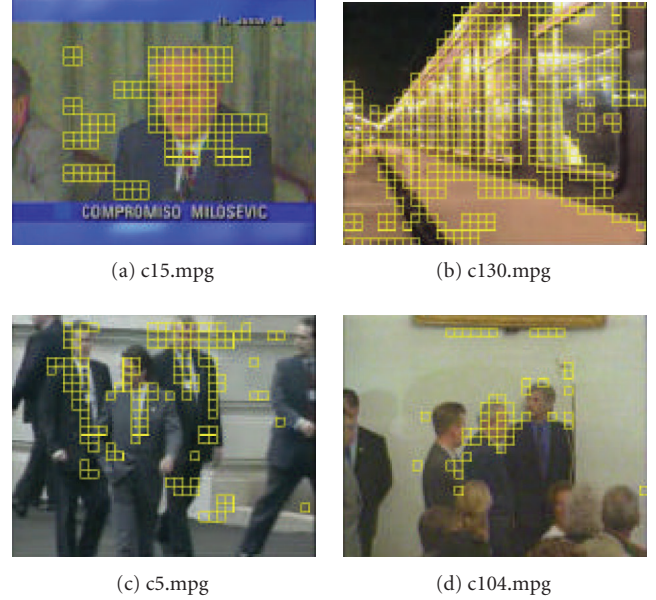 COMPROMISO MILOSEVIC
(a) c15.mpg
(b) c130.mpg
(c) c5.mpg
(d) c104.mpg